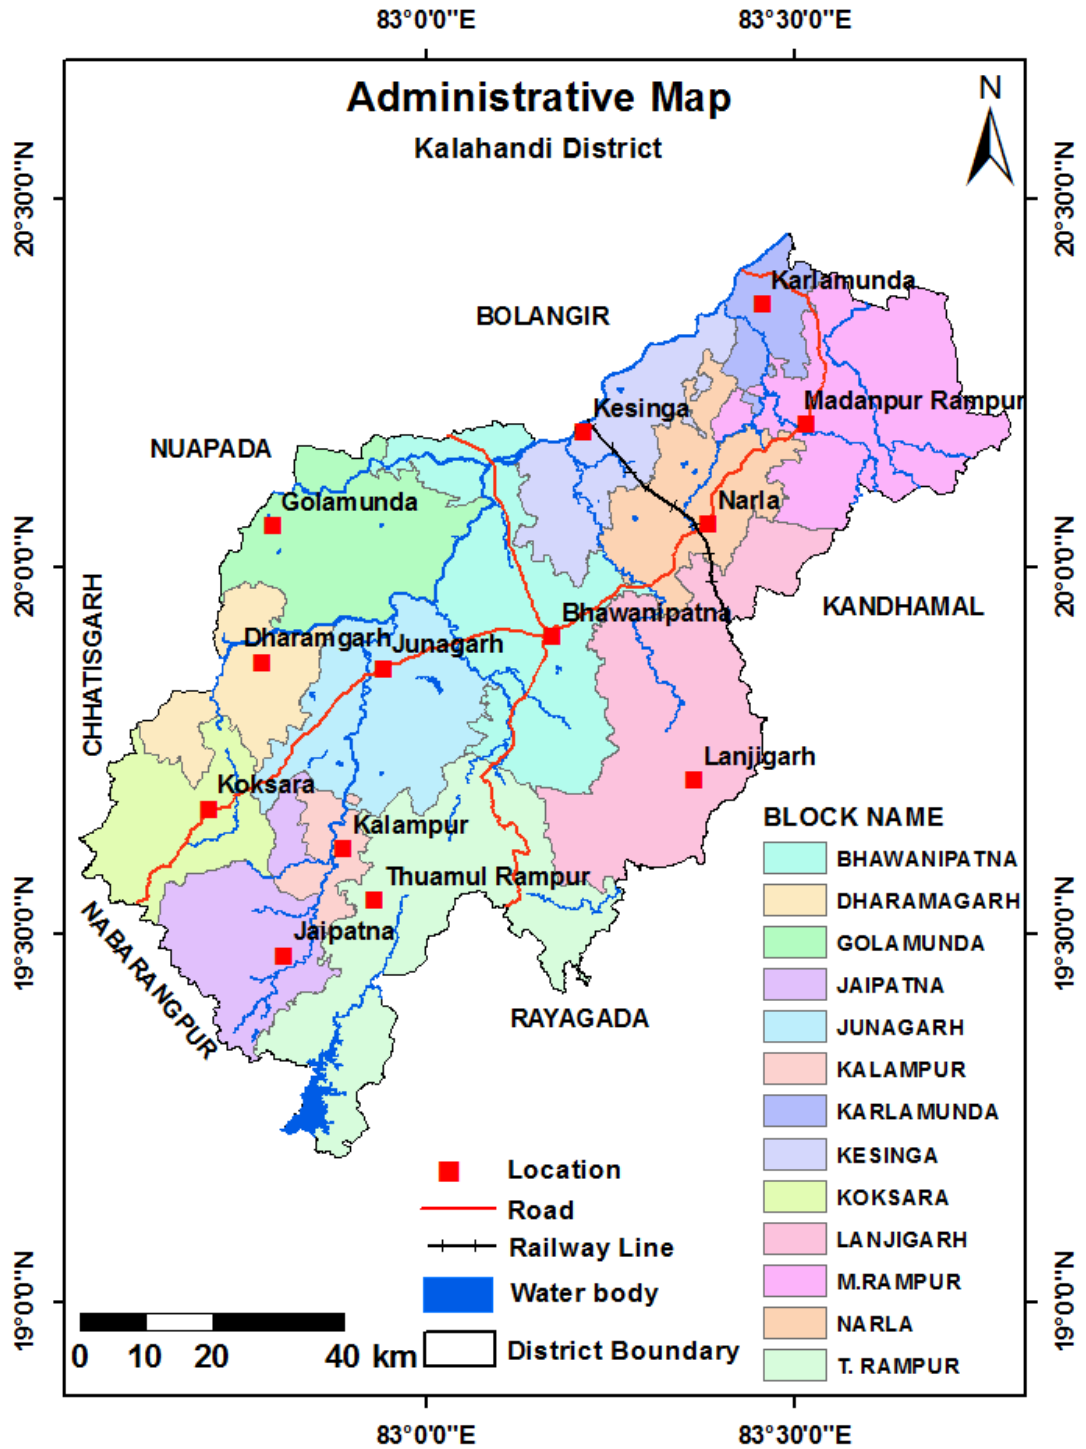 83°0'0"E 83°30'0"E
Administrative Map
Kalahandi District
N
20°30'0"N
20°30'0"N
Karlamunda
BOLANGIR
Madanpur Rampur
Kesinga
NUAPADA
Golamunda
Narla
20°0'0"N
20°0'0"N
KANDHAMAL
Bhawanipatna
Dharamgarh
Junagarh
CHHATISGARH
Lanjigarh
Koksara
Kalampur
Thuamul Rampur
Jaipatna
NABARANGPUR
RAYAGADA
19°30'0"N
19°30'0"N
BLOCK NAME
BHAWANIPATNA
DHARAMAGARH
GOLAMUNDA
JAIPATNA
JUNAGARH
KALAMPUR
KARLAMUNDA
KESINGA
KOKSARA
LANJIGARH
M.RAMPUR
NARLA
T. RAMPUR
Location
Road
Railway Line
Water body
District Boundary
19°0'0"N
19°0'0"N
0 10 20 40 km
83°0'0"E 83°30'0"E